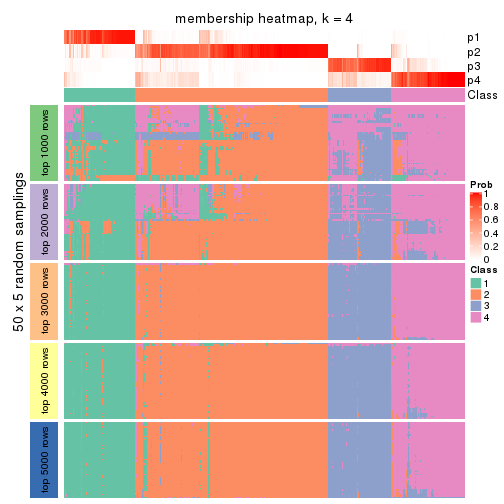 membership heatmap, k = 4
p1
p2
p3
p4
Class
50 x 5 random samplings
top 1000 rows
top 2000 rows
top 3000 rows
top 4000 rows
top 5000 rows
Prob
1
0.8
0.6
0.4
0.2
0
Class
1
2
3
4